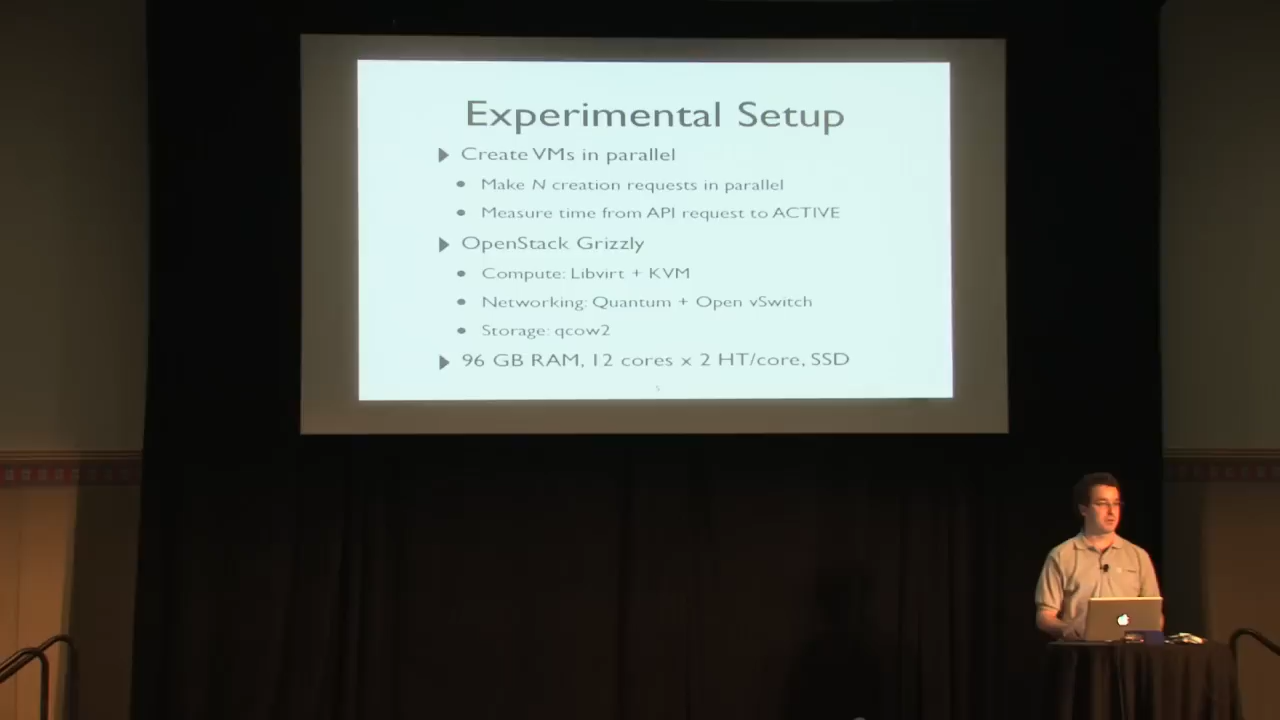 Experimental Setup
Create VMs in parallel
Make N creation requests in parallel
Measure time from API request to ACTIVE
OpenStack Grizzly
Compute: Libvirt + KVM
Networking: Quantum + Open vSwitch
Storage: qcow2
96 GB RAM, 12 cores x 2 HT/core, SSD